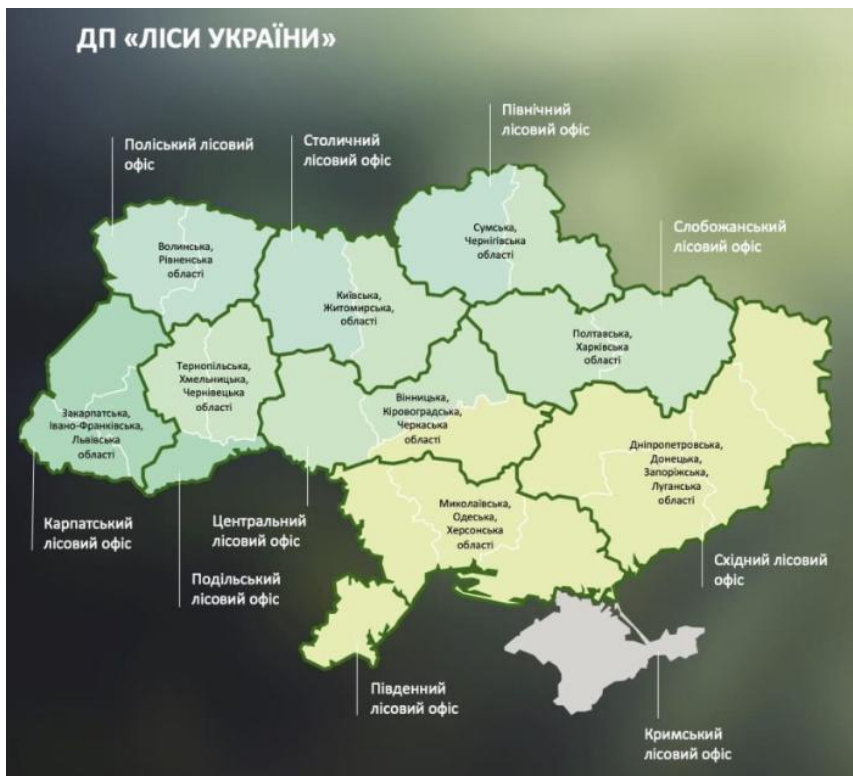 ДП «ЛІСИ УКРАЇНИ»
Північний
лісовий офіс
Столичний
лісовий офіс
Поліський лісовий
офіс
Слобожанський
лісовий офіс
Волинська,
Рівненська
області
Сумська,
Чернігівська
області
Київська,
Житомирська,
області
Полтавська,
Харківська
області
Тернопільська,
Хмельницька,
Чернівецька
області
Вінницька,
Кіровоградська,
Черкаська
області
Закарпатська,
Івано-Франківська,
Львівська
області
Дніпропетровська,
Донецька,
Запоріжська,
Луганська
області
Миколаївська,
Одеська,
Херсонська
області
Карпатський
лісовий офіс
Центральний
лісовий офіс
Подільський
лісовий офіс
Східний лісовий
офіс
Південний
лісовий офіс
Кримський
лісовий офіс